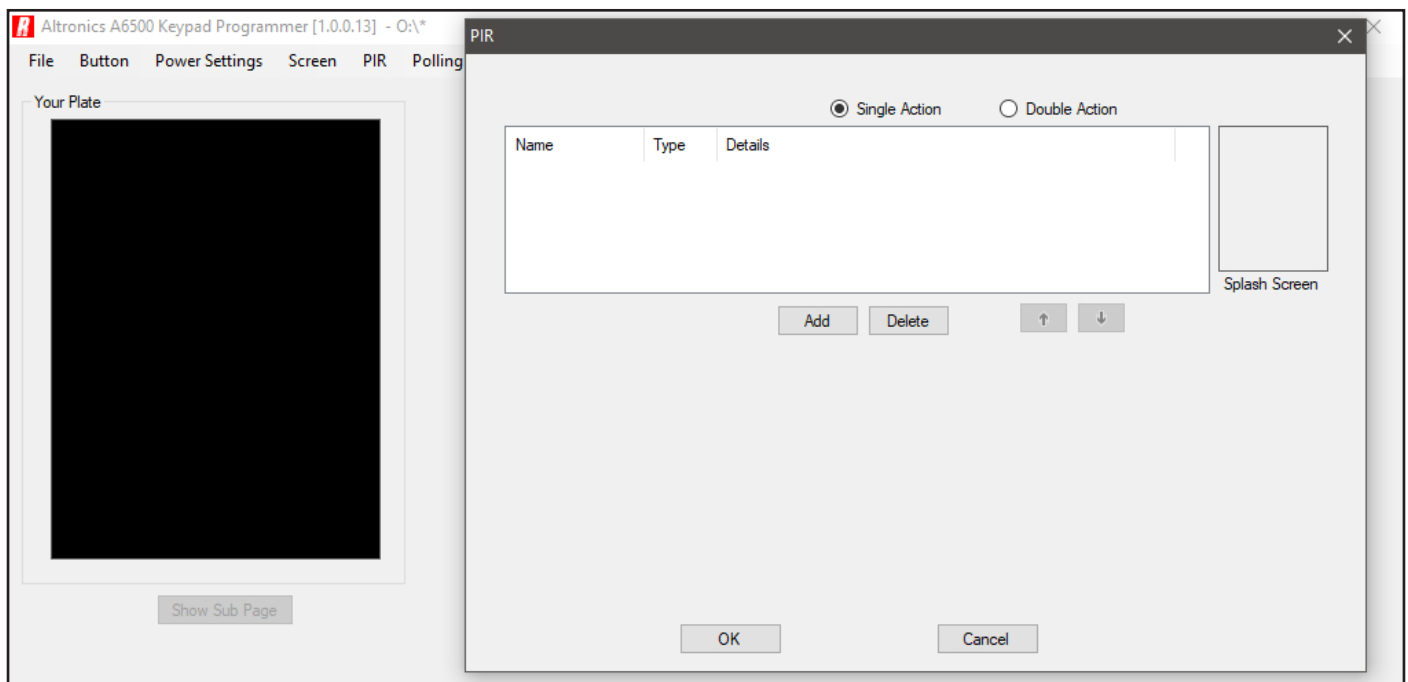 Altronics A6500 Keypad Programmer [1.0.0.13] - O:\*
File Button Power Settings Screen PIR Polling
Your Plate
Show Sub Page
PIR
Single Action Double Action
Name Type Details
Splash Screen
Add Delete
OK Cancel